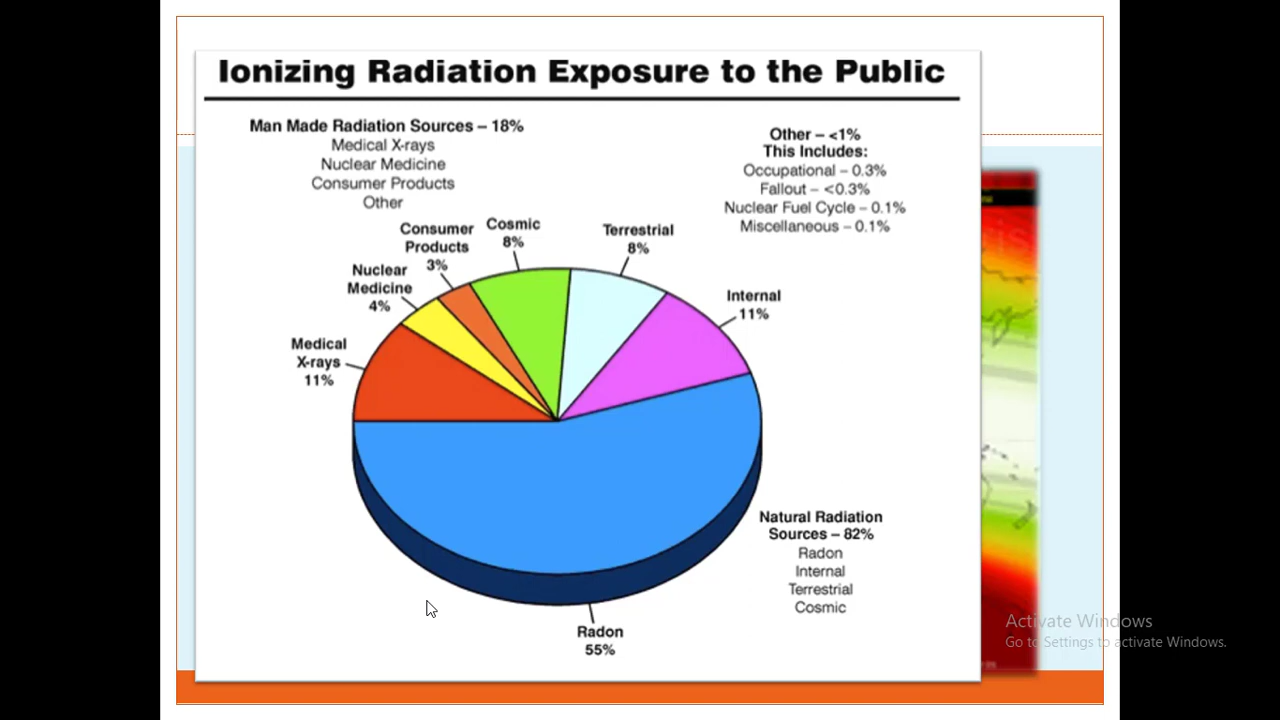 Ionizing Radiation Exposure to the Public
Man Made Radiation Sources – 18%
Medical X-rays
Nuclear Medicine
Consumer Products
Other
Other – <1%
This Includes:
Occupational – 0.3%
Fallout – <0.3%
Nuclear Fuel Cycle – 0.1%
Miscellaneous – 0.1%
Consumer
Products
3%
Cosmic
8%
Terrestrial
8%
Nuclear
Medicine
4%
Internal
11%
Medical
X-rays
11%
Natural Radiation
Sources – 82%
Radon
Internal
Terrestrial
Cosmic
Radon
55%
Activate Windows
Go to Settings to activate Windows.